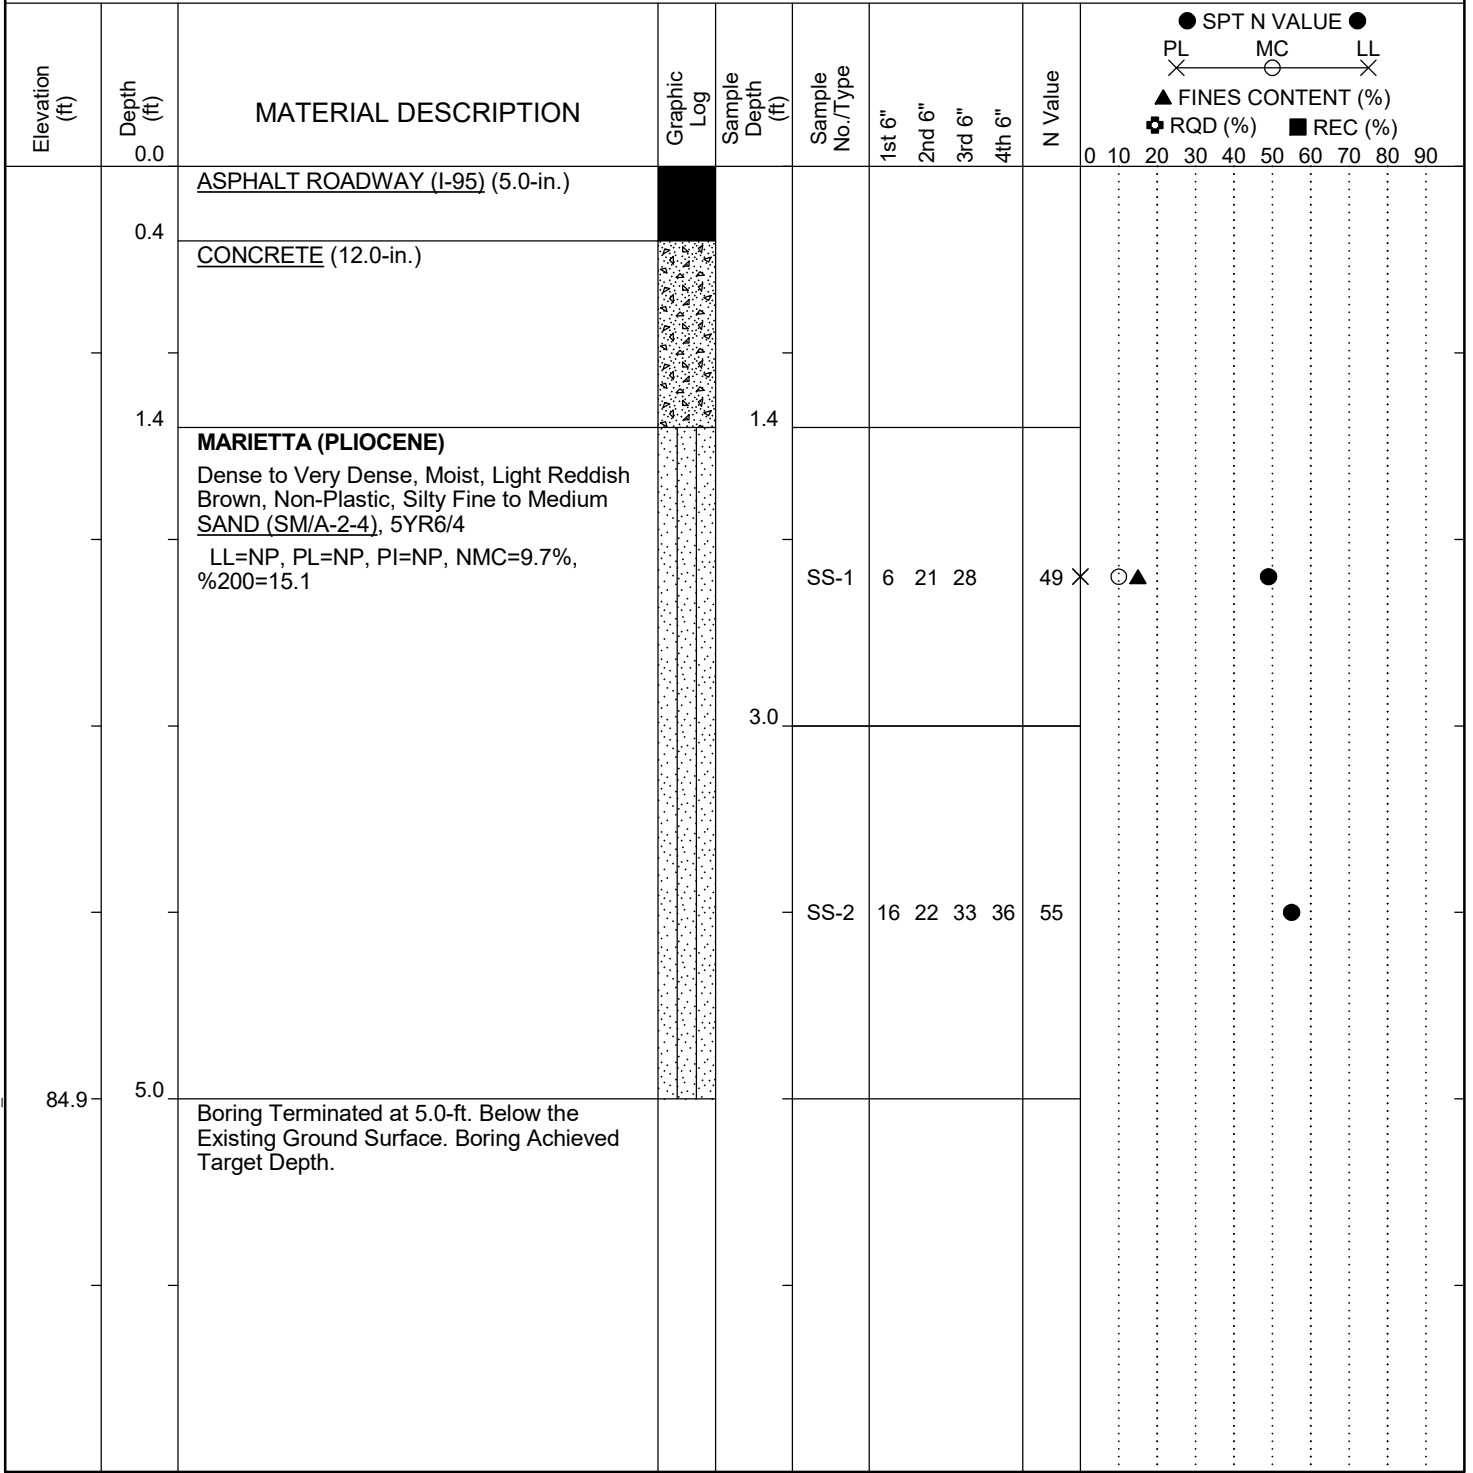 ● SPT N VALUE ●
PL MC LL
▲ FINES CONTENT (%)
RQD (%) ■ REC (%)
Elevation
(ft)
Depth
(ft)
0.0
MATERIAL DESCRIPTION
Graphic
Log
Sample
Depth
(ft)
Sample
No./Type
1st 6"
2nd 6"
3rd 6"
4th 6"
N Value
0 10 20 30 40 50 60 70 80 90
ASPHALT ROADWAY (I-95) (5.0-in.)
0.4
CONCRETE (12.0-in.)
1.4 1.4
MARIETTA (PLIOCENE)
Dense to Very Dense, Moist, Light Reddish
Brown, Non-Plastic, Silty Fine to Medium
SAND (SM/A-2-4), 5YR6/4
LL=NP, PL=NP, PI=NP, NMC=9.7%,
%200=15.1
SS-1 6 21 28 49
3.0
SS-2 16 22 33 36 55
84.9 5.0
Boring Terminated at 5.0-ft. Below the
Existing Ground Surface. Boring Achieved
Target Depth.